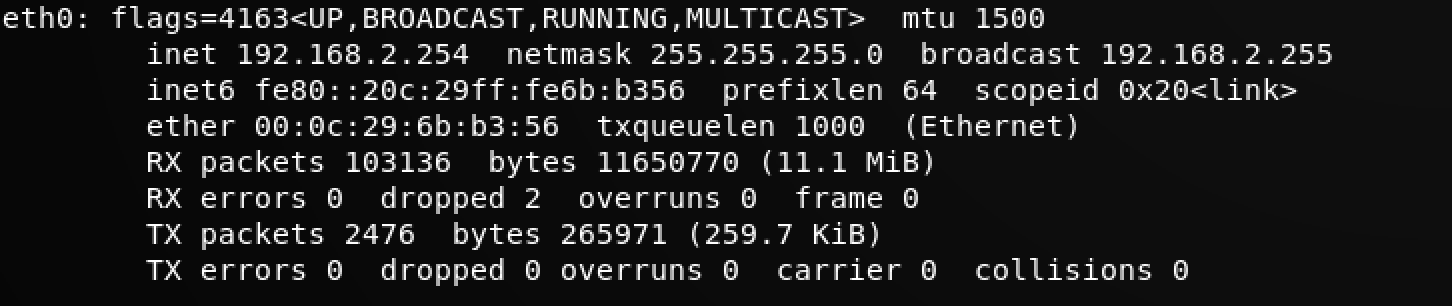 eth0: flags=4163<UP,BROADCAST,RUNNING,MULTICAST>  mtu 1500
        inet 192.168.2.254  netmask 255.255.255.0  broadcast 192.168.2.255
        inet6 fe80::20c:29ff:fe6b:b356  prefixlen 64  scopeid 0x20<link>
        ether 00:0c:29:6b:b3:56  txqueuelen 1000  (Ethernet)
        RX packets 103136  bytes 11650770 (11.1 MiB)
        RX errors 0  dropped 2  overruns 0  frame 0
        TX packets 2476  bytes 265971 (259.7 KiB)
        TX errors 0  dropped 0 overruns 0  carrier 0  collisions 0